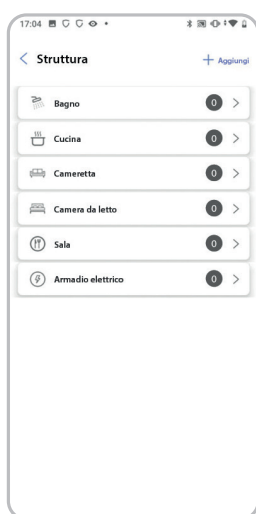 17:04
Struttura
Aggiungi
Bagno 0
Cucina 0
Cameretta 0
Camera da letto 0
Sala 0
Armadio elettrico 0